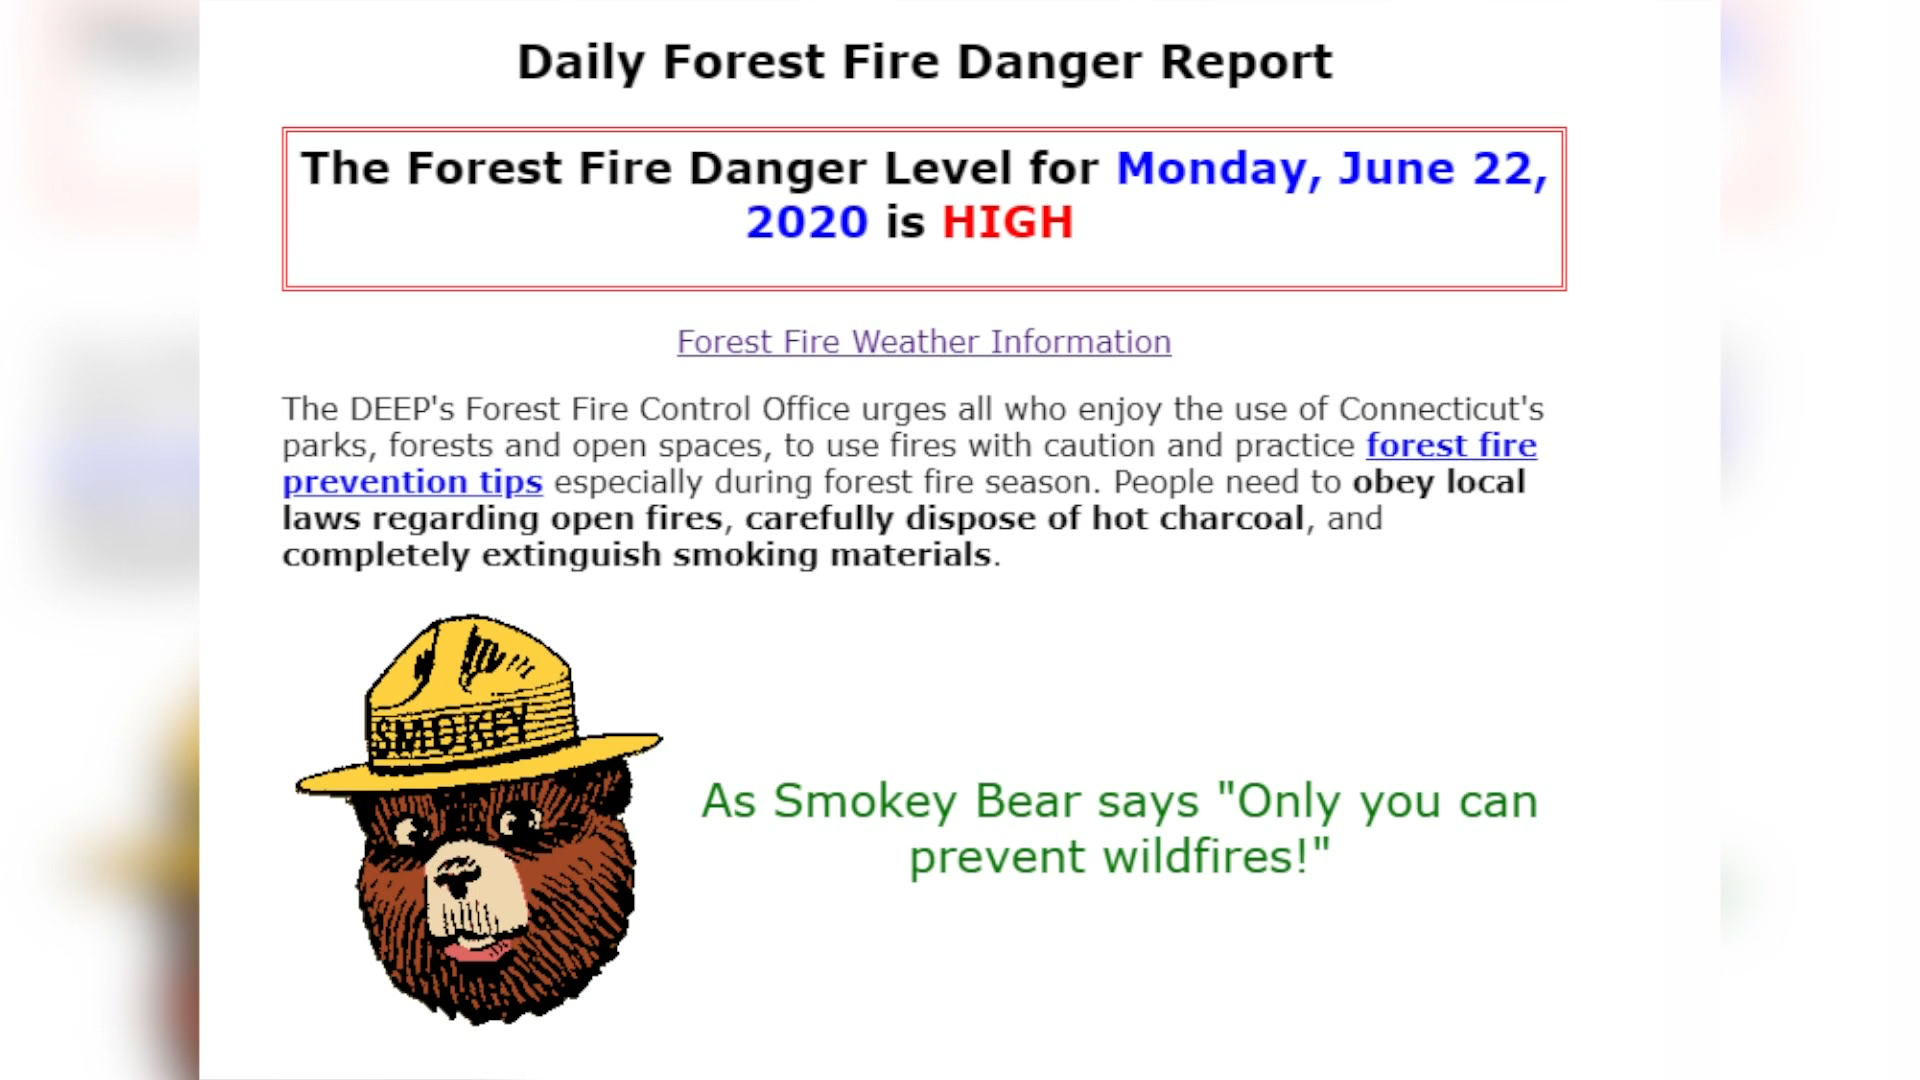 Daily Forest Fire Danger Report
The Forest Fire Danger Level for Monday, June 22,
2020 is HIGH
Forest Fire Weather Information
The DEEP's Forest Fire Control Office urges all who enjoy the use of Connecticut's
parks, forests and open spaces, to use fires with caution and practice forest fire
prevention tips especially during forest fire season. People need to obey local
laws regarding open fires, carefully dispose of hot charcoal, and
completely extinguish smoking materials.
SMOKEY
As Smokey Bear says "Only you can
prevent wildfires!"